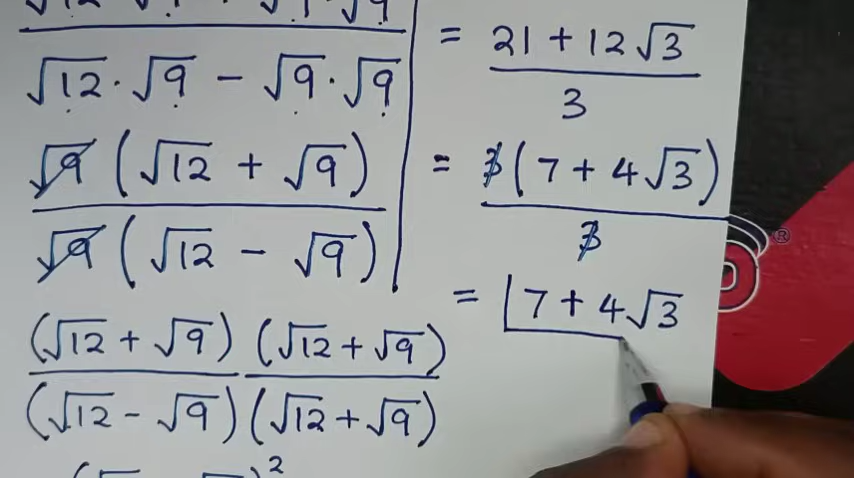 √12 · √9 − √9 · √9
√9 (√12 + √9)
√9 (√12 − √9)
(√12 + √9) (√12 + √9)
(√12 − √9) (√12 + √9)
2
= 21 + 12√3
3
= 3(7 + 4√3)
3
= 7 + 4√3
®